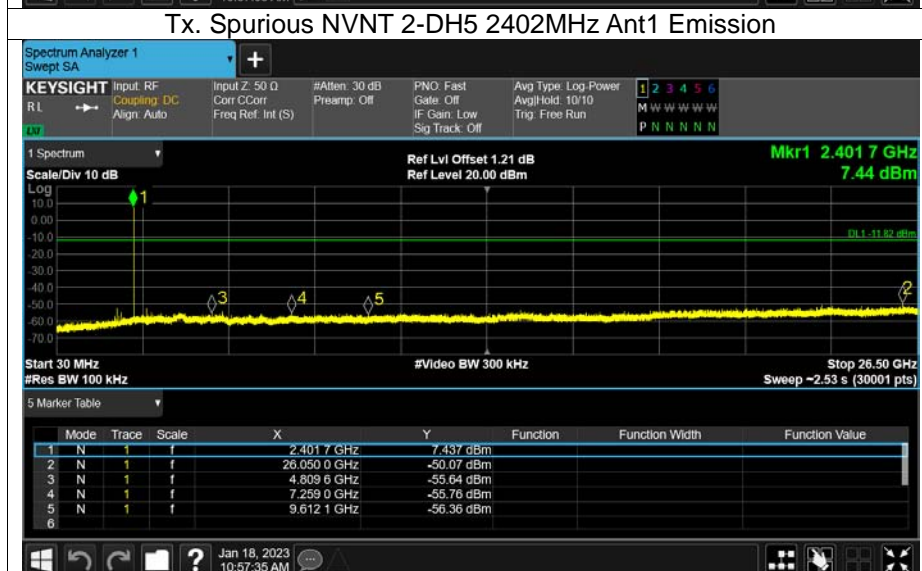 Tx. Spurious NVNT 2-DH5 2402MHz Ant1 Emission
Spectrum Analyzer 1
Swept SA
+
KEYSIGHT Input: RF Input Z: 50 Ω #Atten: 30 dB PNO: Fast Avg Type: Log-Power 1 2 3 4 5 6
R L Coupling: DC Corr CCorr Preamp: Off Gate: Off Avg|Hold: 10/10 M W W W W W
Align: Auto Freq Ref: Int (S) IF Gain: Low Trig: Free Run
LXI Sig Track: Off P N N N N N
1 Spectrum Ref Lvl Offset 1.21 dB Mkr1 2.401 7 GHz
Scale/Div 10 dB Ref Level 20.00 dBm 7.44 dBm
Log
10.0 1
0.00
-10.0 DL1 -11.82 dBm
-20.0
-30.0
-40.0 2
-50.0 3 4 5
-60.0
-70.0
Start 30 MHz #Video BW 300 kHz Stop 26.50 GHz
#Res BW 100 kHz Sweep ~2.53 s (30001 pts)
5 Marker Table
Mode Trace Scale X Y Function Function Width Function Value
1 N 1 f 2.401 7 GHz 7.437 dBm
2 N 1 f 26.050 0 GHz -50.07 dBm
3 N 1 f 4.809 6 GHz -55.64 dBm
4 N 1 f 7.259 0 GHz -55.76 dBm
5 N 1 f 9.612 1 GHz -56.36 dBm
6
? Jan 18, 2023
10:57:35 AM